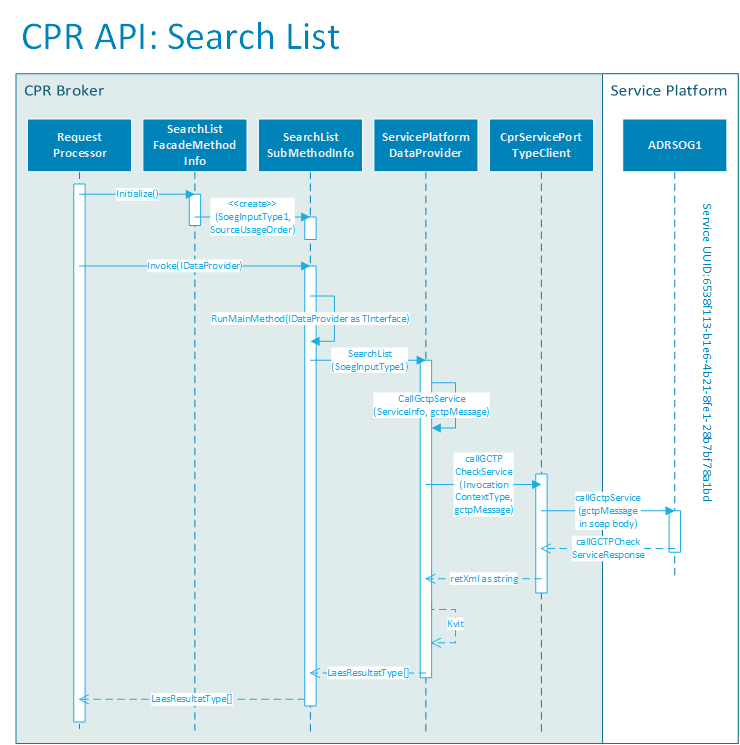 CPR API: Search List
CPR Broker
Service Platform
Request
Processor
SearchList
FacadeMethod
Info
SearchList
SubMethodInfo
ServicePlatform
DataProvider
CprServicePort
TypeClient
ADRSOG1
Initialize()
<<create>>
(SoegInputType1,
SourceUsageOrder)
Service UUID:6538f113-b1e6-4b21-8fe1-28b7bf78a1bd
Invoke(IDataProvider)
RunMainMethod(IDataProvider as TInterface)
SearchList
(SoegInputType1)
CallGctpService
(ServiceInfo, gctpMessage)
callGCTP
CheckService
(Invocation
ContextType,
gctpMessage)
callGctpService
(gctpMessage
in soap body)
callGCTPCheck
ServiceResponse
retXml as string
Kvit
LaesResultatType[]
LaesResultatType[]